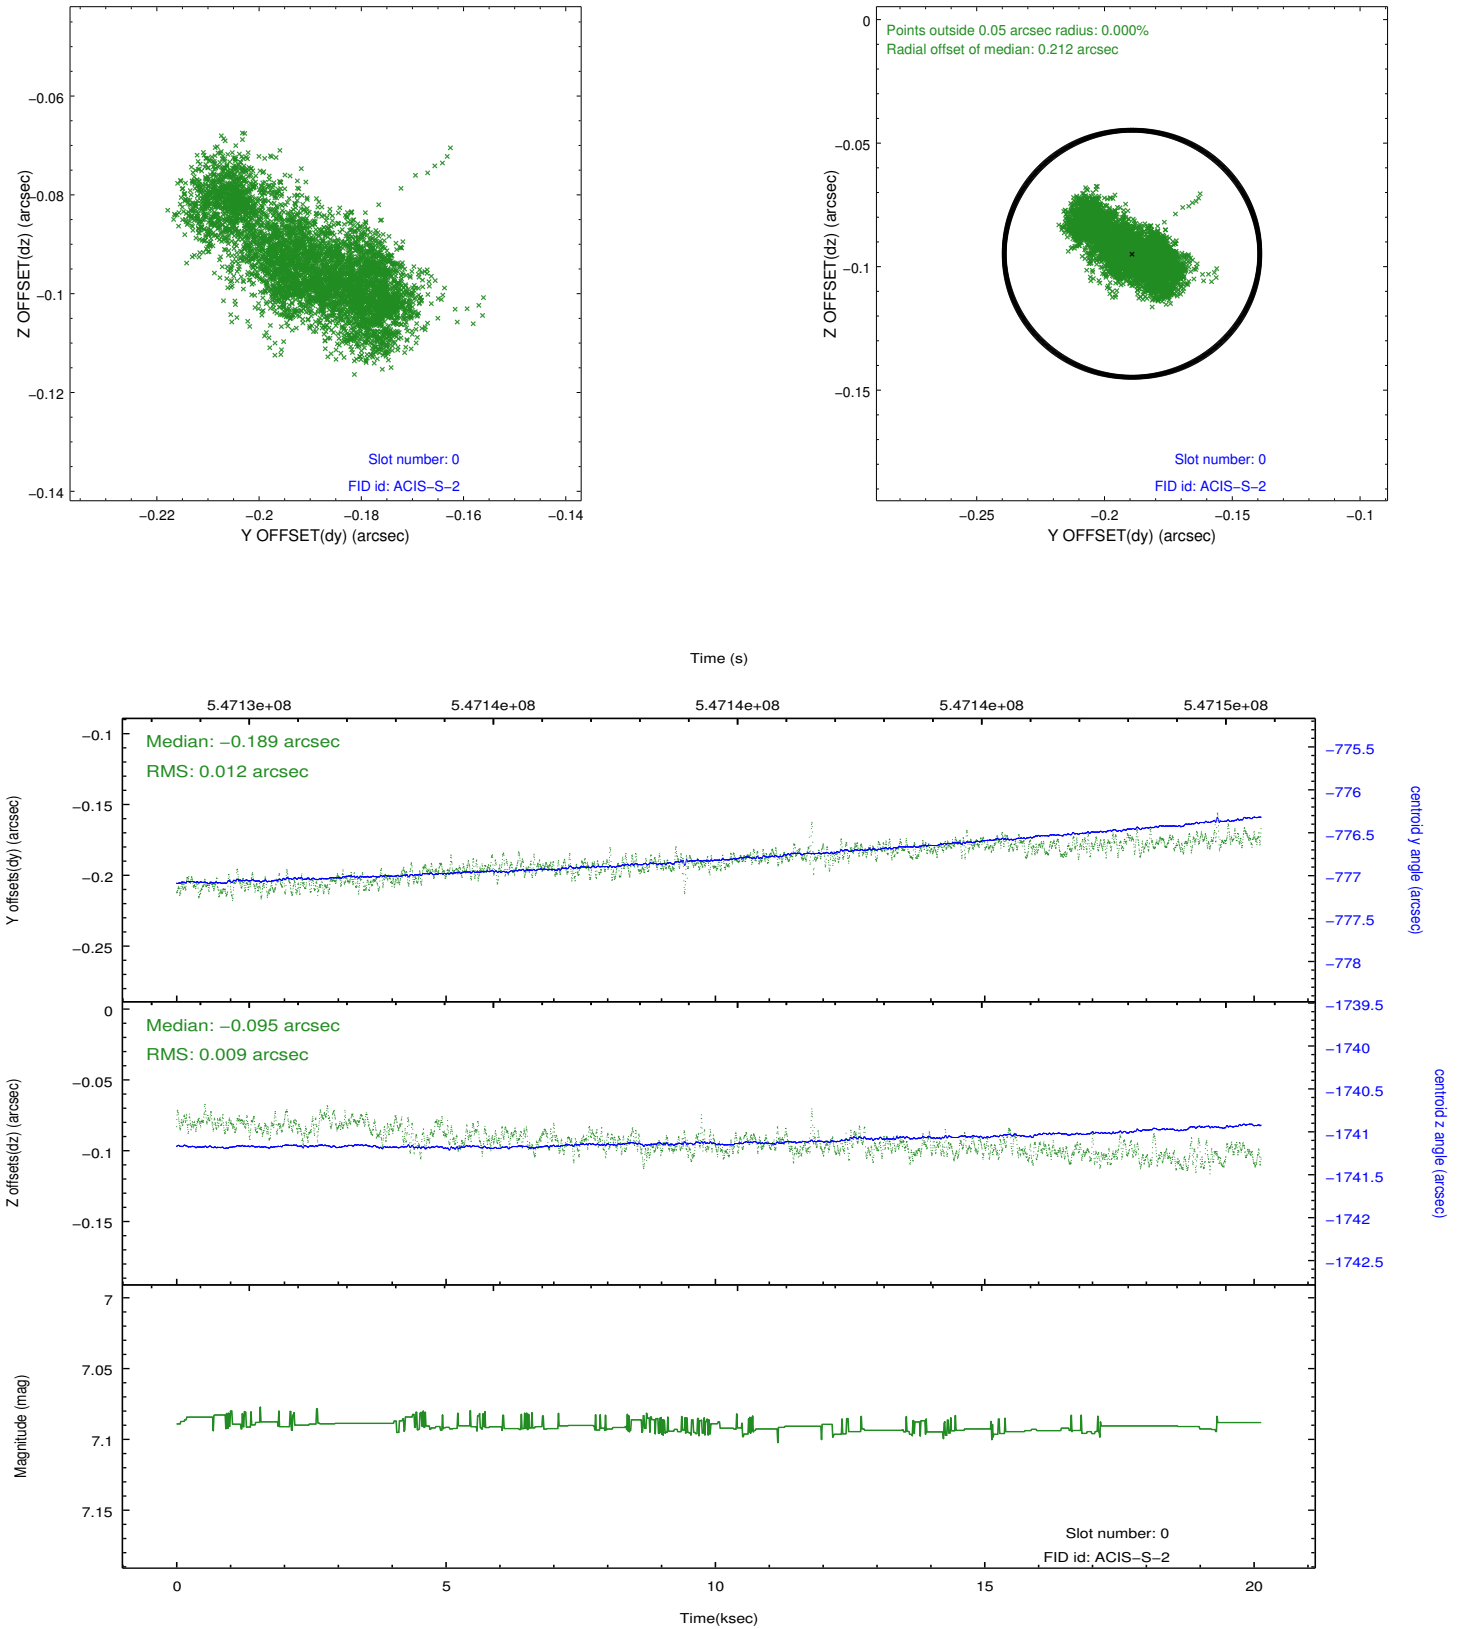 −0.06
−0.08
−0.1
−0.12
−0.14
Z OFFSET(dz) (arcsec)
Slot number: 0
FID id: ACIS−S−2
−0.22
−0.2
−0.18
−0.16
−0.14
Y OFFSET(dy) (arcsec)
Points outside 0.05 arcsec radius: 0.000%
Radial offset of median: 0.212 arcsec
0
−0.05
−0.1
−0.15
Z OFFSET(dz) (arcsec)
Slot number: 0
FID id: ACIS−S−2
−0.25
−0.2
−0.15
−0.1
Y OFFSET(dy) (arcsec)
Time (s)
5.4713e+08
5.4714e+08
5.4714e+08
5.4714e+08
5.4715e+08
Median: −0.189 arcsec
RMS: 0.012 arcsec
−0.1
−0.15
−0.2
−0.25
Y offsets(dy) (arcsec)
−775.5
−776
−776.5
−777
−777.5
−778
centroid y angle (arcsec)
Median: −0.095 arcsec
RMS: 0.009 arcsec
0
−0.05
−0.1
−0.15
Z offsets(dz) (arcsec)
−1739.5
−1740
−1740.5
−1741
−1741.5
−1742
−1742.5
centroid z angle (arcsec)
7
7.05
7.1
7.15
Magnitude (mag)
Slot number: 0
FID id: ACIS−S−2
0
5
10
15
20
Time(ksec)